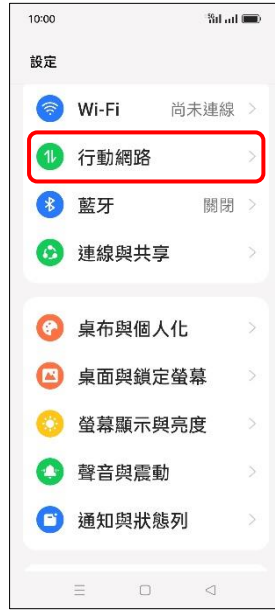 10:00
5G
設定
Wi-Fi 尚未連線
行動網路
藍牙 關閉
連線與共享
桌布與個人化
桌面與鎖定螢幕
螢幕顯示與亮度
聲音與震動
通知與狀態列